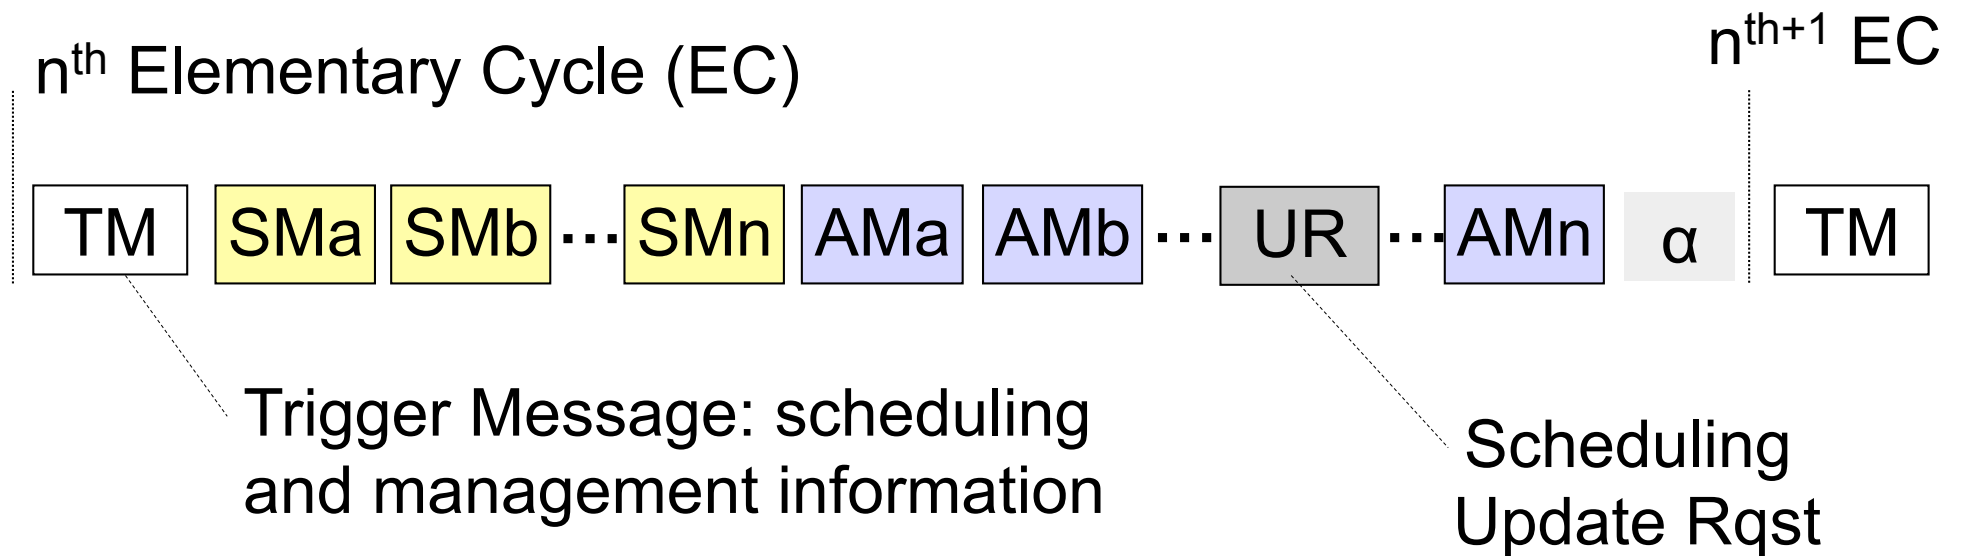 nth Elementary Cycle (EC)
nth+1 EC
TM SMa SMb ... SMn AMa AMb ... UR ... AMn α TM
Trigger Message: scheduling
and management information
Scheduling
Update Rqst